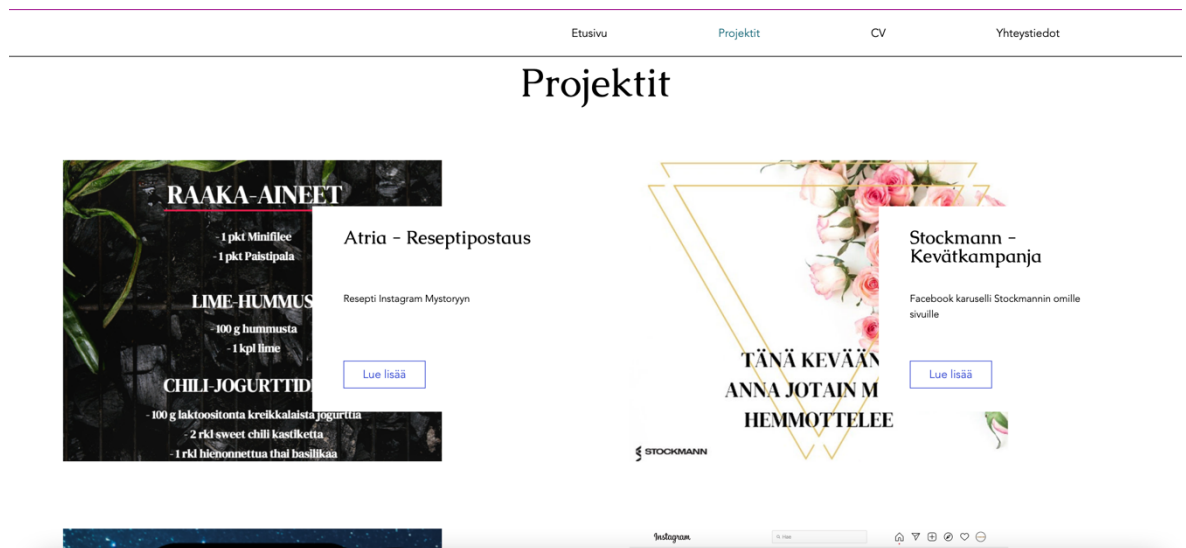 Etusivu
Projektit
CV
Yhteystiedot
Projektit
RAAKA-AINEET
- 1 pkt Minifilee
- 1 pkt Paistipala
LIME-HUMMUS
-100 g hummusta
- 1 kpl lime
CHILI-JOGURTTIDI
- 100 g laktoositonta kreikkalaista jogurttia
- 2 rkl sweet chili kastiketta
- 1 rkl hienonnettua thai basilikaa
Atria - Reseptipostaus
Resepti Instagram Mystoryyn
Lue lisää
TÄNÄ KEVÄÄN
ANNA JOTAIN M
HEMMOTTELEE
STOCKMANN
Stockmann -
Kevätkampanja
Facebook karuselli Stockmannin omille
sivuille
Lue lisää
Instagram